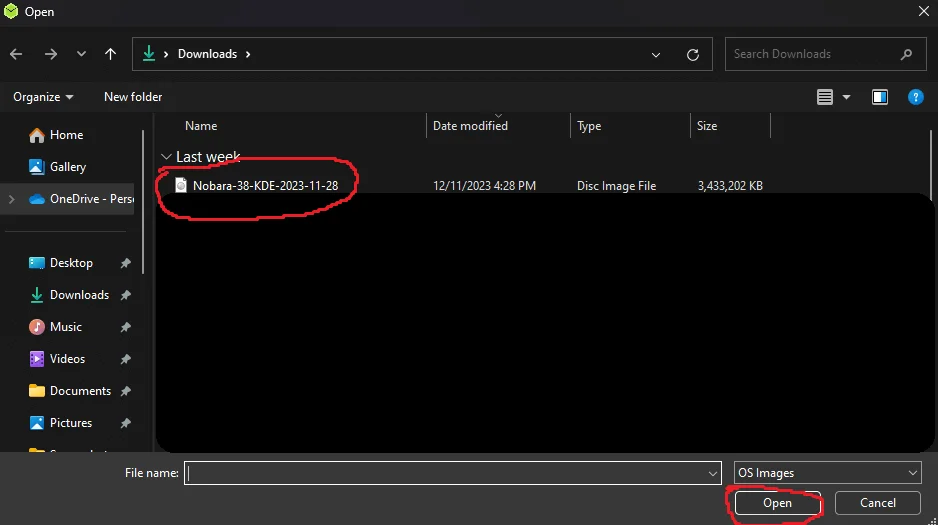 Open
Downloads
Search Downloads
Organize
New folder
Name
Date modified
Type
Size
Home
Gallery
OneDrive - Perso
Desktop
Downloads
Music
Videos
Documents
Pictures
Last week
Nobara-38-KDE-2023-11-28
12/11/2023 4:28 PM
Disc Image File
3,433,202 KB
File name:
OS Images
Open
Cancel